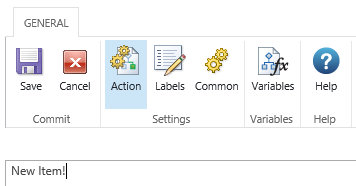 GENERAL
Save Cancel Action Labels Common Variables Help
Commit Settings Variables Help
New Item!